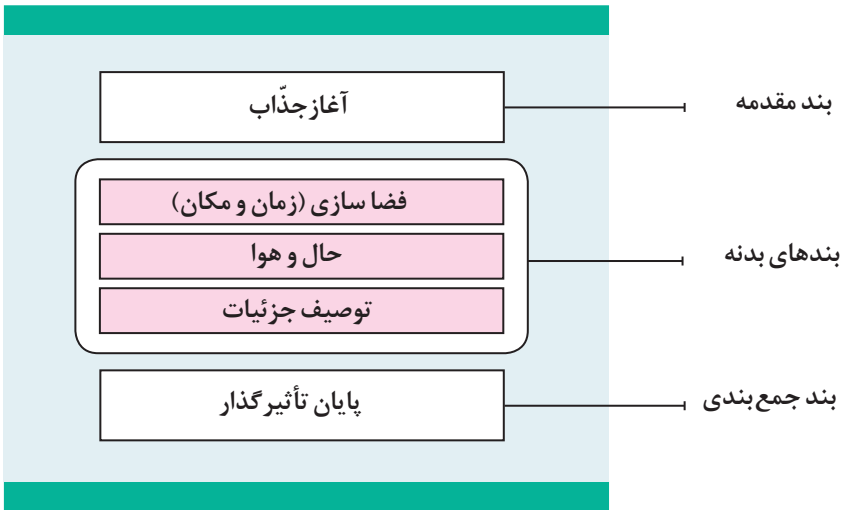 بند مقدمه
آغاز جذّاب
بندهای بدنه
فضا سازی (زمان و مکان)
حال و هوا
توصیف جزئیات
بند جمع‌بندی
پایان تأثیرگذار